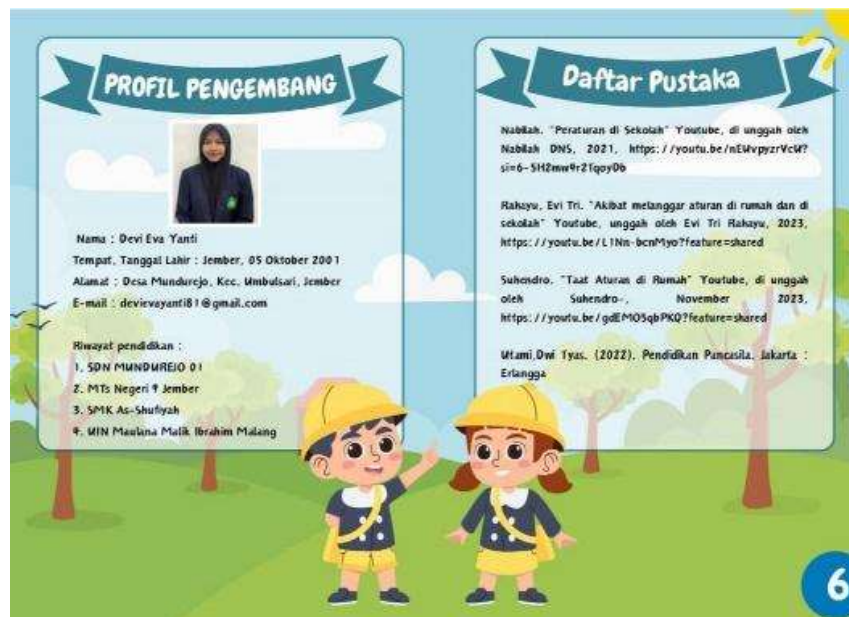 PROFIL PENGEMBANG
Nama : Devi Eva Yanti
Tempat, Tanggal Lahir : Jember, 05 Oktober 2001
Alamat : Desa Mundurejo, Kec. Umbulsari, Jember
E-mail : devievayanti81@gmail.com
Riwayat pendidikan :
1. SDN MUNDUREJO 01
2. MTs Negeri 9 Jember
3. SMK As-Shufiyah
4. UIN Maulana Malik Ibrahim Malang
Daftar Pustaka
Nabilah. "Peraturan di Sekolah" Youtube, di unggah oleh
Nabilah DNS, 2021, https://youtu.be/nEWvpyzrVcW?
si=6-5H2mw9r2TqoyDb
Rahayu, Evi Tri. "Akibat melanggar aturan di rumah dan di
sekolah" Youtube, unggah oleh Evi Tri Rahayu, 2023,
https://youtu.be/L1Nn-bcnMyo?feature=shared
Suhendro. "Taat Aturan di Rumah" Youtube, di unggah
oleh Suhendro-, November 2023,
https://youtu.be/gdEMO5qbPKQ?feature=shared
Utami,Dwi Tyas. (2022). Pendidikan Pancasila. Jakarta :
Erlangga
6